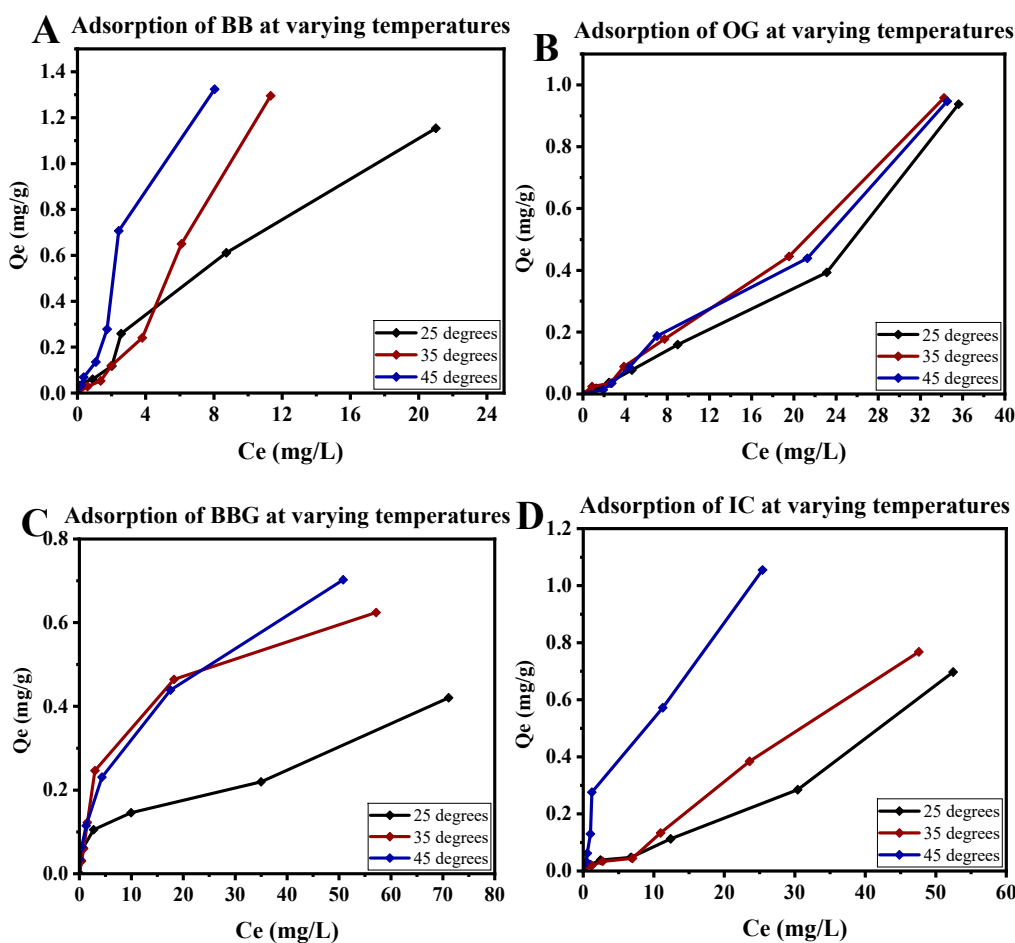 A
Adsorption of BB at varying temperatures
Qe (mg/g)
1.4
1.2
1.0
0.8
0.6
0.4
0.2
0.0
0
4
8
12
16
20
24
Ce (mg/L)
25 degrees
35 degrees
45 degrees
B
Adsorption of OG at varying temperatures
Qe (mg/g)
1.0
0.8
0.6
0.4
0.2
0.0
0
4
8
12
16
20
24
28
32
36
40
Ce (mg/L)
25 degrees
35 degrees
45 degrees
C
Adsorption of BBG at varying temperatures
Qe (mg/g)
0.8
0.6
0.4
0.2
0.0
0
10
20
30
40
50
60
70
80
Ce (mg/L)
25 degrees
35 degrees
45 degrees
D
Adsorption of IC at varying temperatures
Qe (mg/g)
1.2
1.0
0.8
0.6
0.4
0.2
0.0
0
10
20
30
40
50
60
Ce (mg/L)
25 degrees
35 degrees
45 degrees